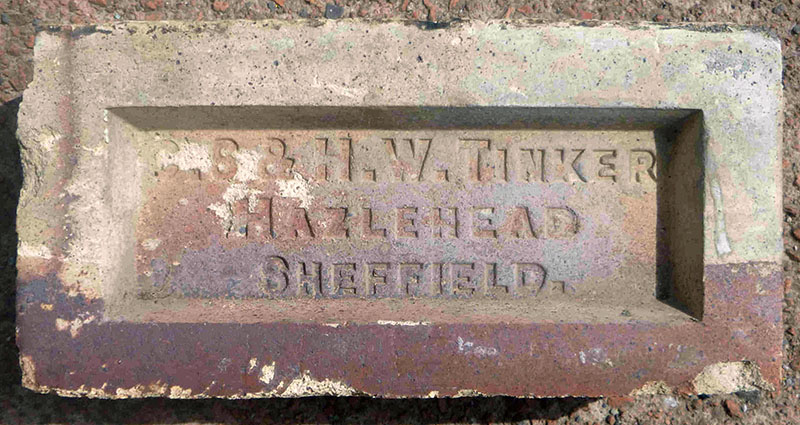 C.G & H.W. TINKER
HAZLEHEAD
SHEFFIELD.